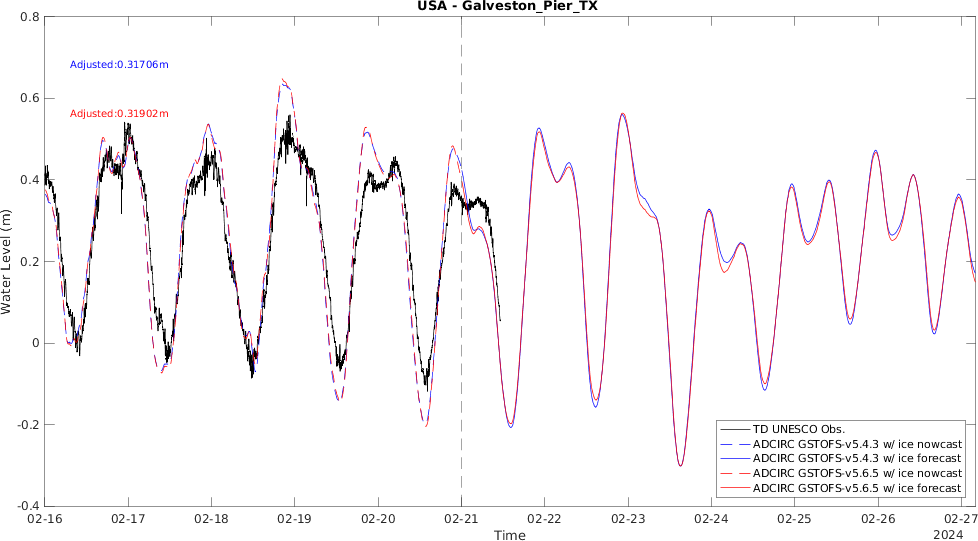 USA - Galveston_Pier_TX
0.8
0.6
0.4
0.2
0
-0.2
-0.4
Water Level (m)
Adjusted:0.31706m
Adjusted:0.31902m
TD UNESCO Obs.
ADCIRC GSTOFS-v5.4.3 w/ ice nowcast
ADCIRC GSTOFS-v5.4.3 w/ ice forecast
ADCIRC GSTOFS-v5.6.5 w/ ice nowcast
ADCIRC GSTOFS-v5.6.5 w/ ice forecast
02-16 02-17 02-18 02-19 02-20 02-21 02-22 02-23 02-24 02-25 02-26 02-27
Time
2024